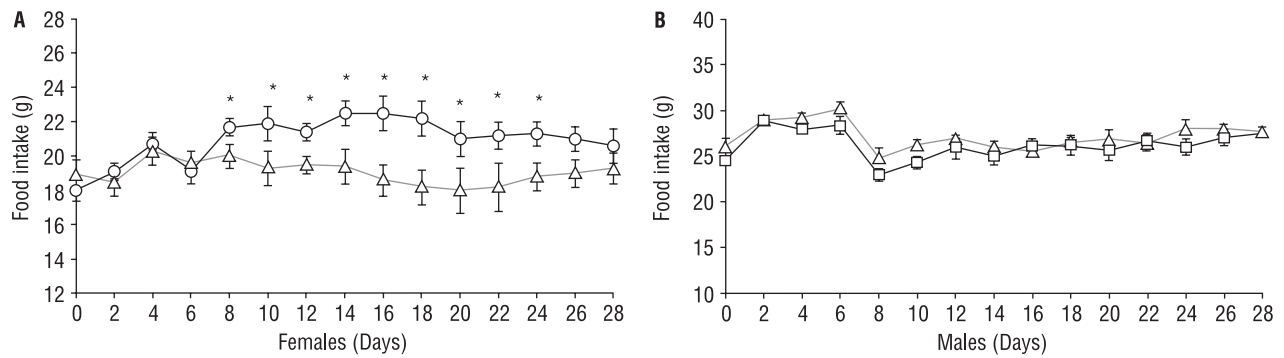 A
Food intake (g)
28
26
24
22
20
18
16
14
12
* * * * * * * * *
0 2 4 6 8 10 12 14 16 18 20 22 24 26 28
Females (Days)
B
Food intake (g)
40
35
30
25
20
15
10
0 2 4 6 8 10 12 14 16 18 20 22 24 26 28
Males (Days)